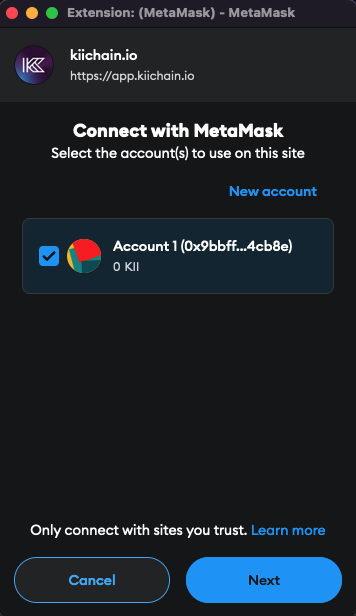 Extension: (MetaMask) - MetaMask
kiichain.io
https://app.kiichain.io
Connect with MetaMask
Select the account(s) to use on this site
New account
Account 1 (0x9bbff...4cb8e)
0 KII
Only connect with sites you trust. Learn more
Cancel
Next